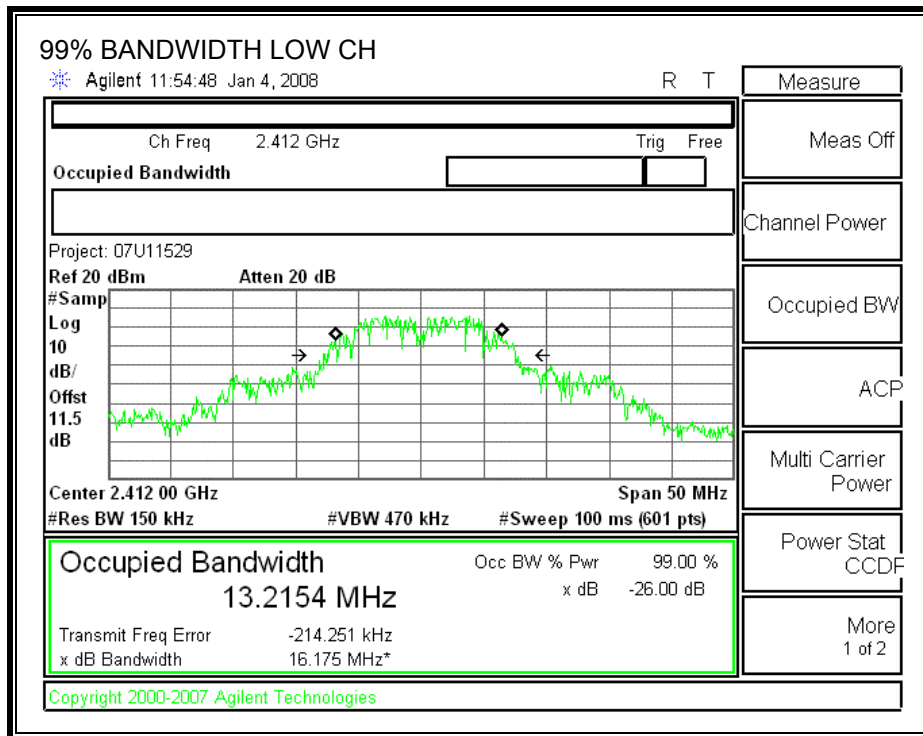 99% BANDWIDTH LOW CH
Agilent 11:54:48 Jan 4, 2008 R T
Measure
Ch Freq 2.412 GHz Trig Free
Meas Off
Occupied Bandwidth
Channel Power
Project: 07U11529
Ref 20 dBm Atten 20 dB
#Samp
Log
10
dB/
Offst
11.5
dB
Occupied BW
ACP
Multi Carrier
Power
Center 2.412 00 GHz Span 50 MHz
#Res BW 150 kHz #VBW 470 kHz #Sweep 100 ms (601 pts)
Power Stat
CCDF
Occupied Bandwidth Occ BW % Pwr 99.00 %
13.2154 MHz x dB -26.00 dB
Transmit Freq Error -214.251 kHz
x dB Bandwidth 16.175 MHz*
More
1 of 2
Copyright 2000-2007 Agilent Technologies